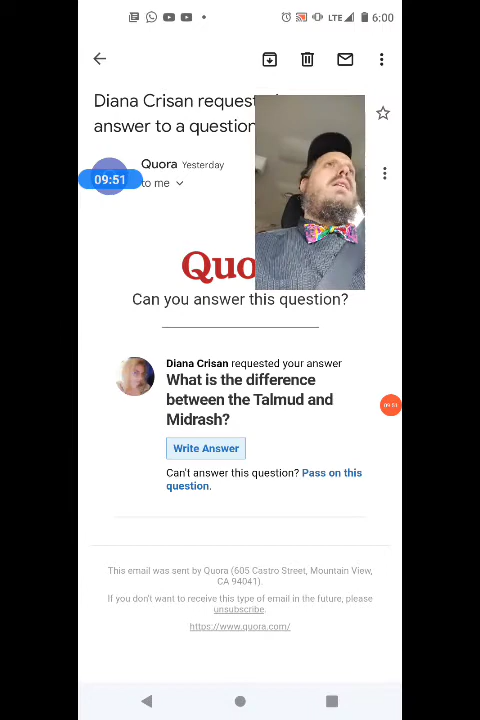 LTE 6:00
Diana Crisan request
answer to a question
Quora Yesterday
09:51
to me
Quo
Can you answer this question?
Diana Crisan requested your answer
What is the difference
between the Talmud and
Midrash?
Write Answer
Can't answer this question? Pass on this
question.
This email was sent by Quora (605 Castro Street, Mountain View,
CA 94041).
If you don't want to receive this type of email in the future, please
unsubscribe.
https://www.quora.com/